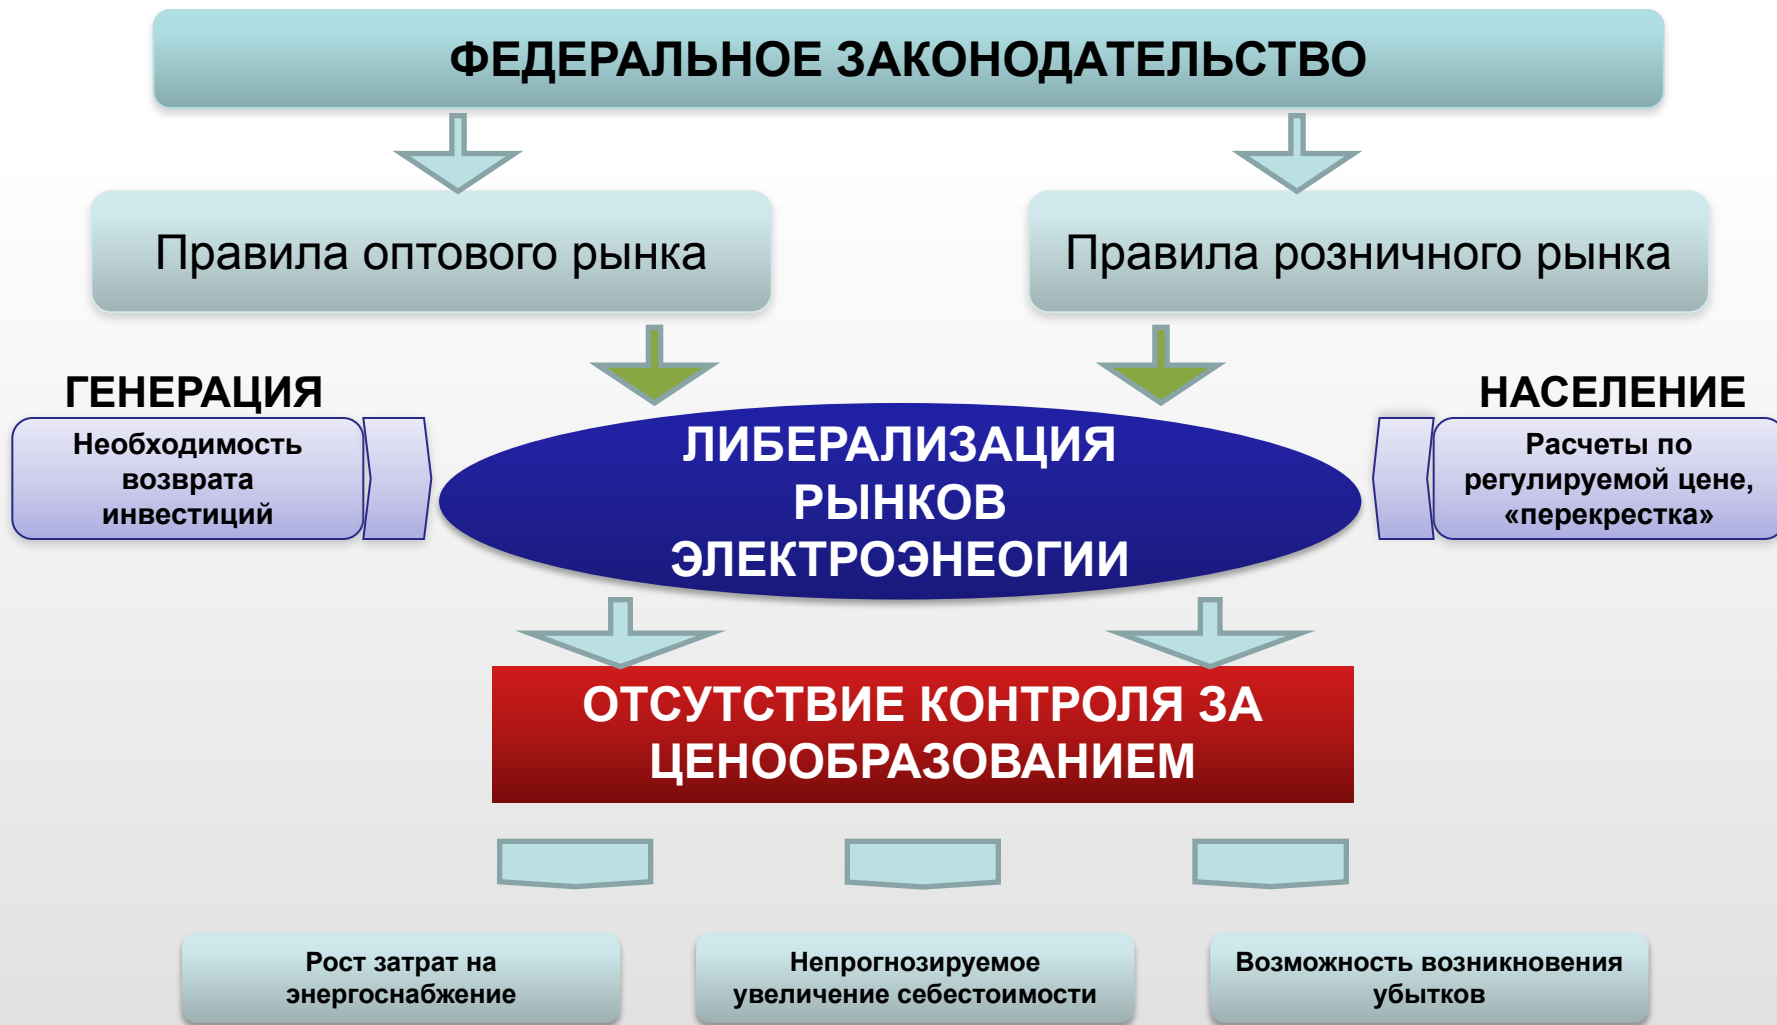 ФЕДЕРАЛЬНОЕ ЗАКОНОДАТЕЛЬСТВО
Правила оптового рынка
Правила розничного рынка
ГЕНЕРАЦИЯ
Необходимость
возврата
инвестиций
ЛИБЕРАЛИЗАЦИЯ
РЫНКОВ
ЭЛЕКТРОЭНЕОГИИ
НАСЕЛЕНИЕ
Расчеты по
регулируемой цене,
«перекрестка»
ОТСУТСТВИЕ КОНТРОЛЯ ЗА
ЦЕНООБРАЗОВАНИЕМ
Рост затрат на
энергоснабжение
Непрогнозируемое
увеличение себестоимости
Возможность возникновения
убытков